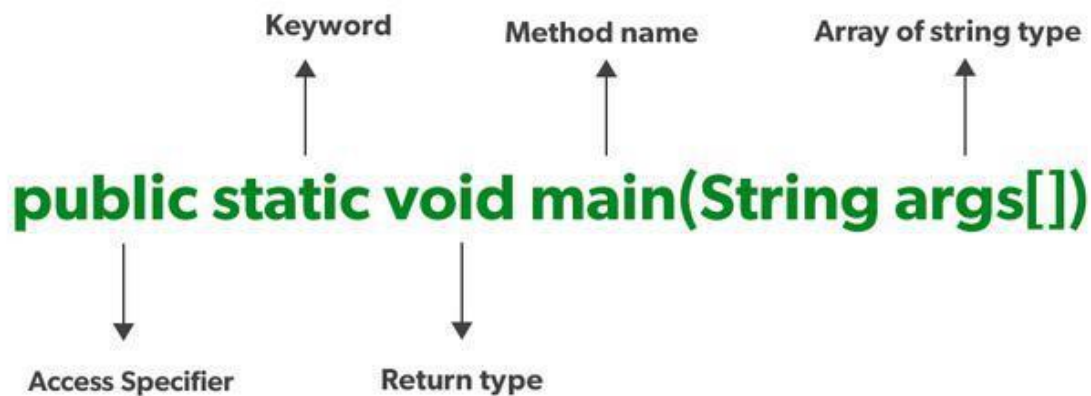 Keyword Method name Array of string type
public static void main(String args[])
Access Specifier Return type